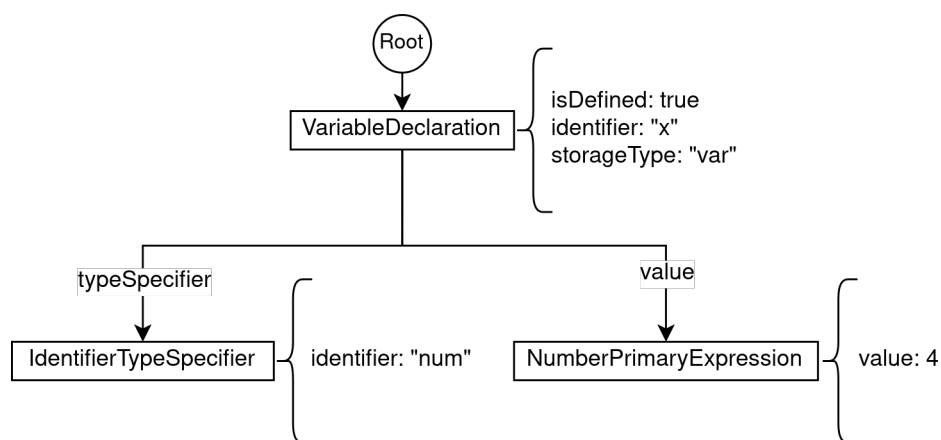 Root
VariableDeclaration
isDefined: true
identifier: "x"
storageType: "var"
typeSpecifier
value
IdentifierTypeSpecifier
identifier: "num"
NumberPrimaryExpression
value: 4